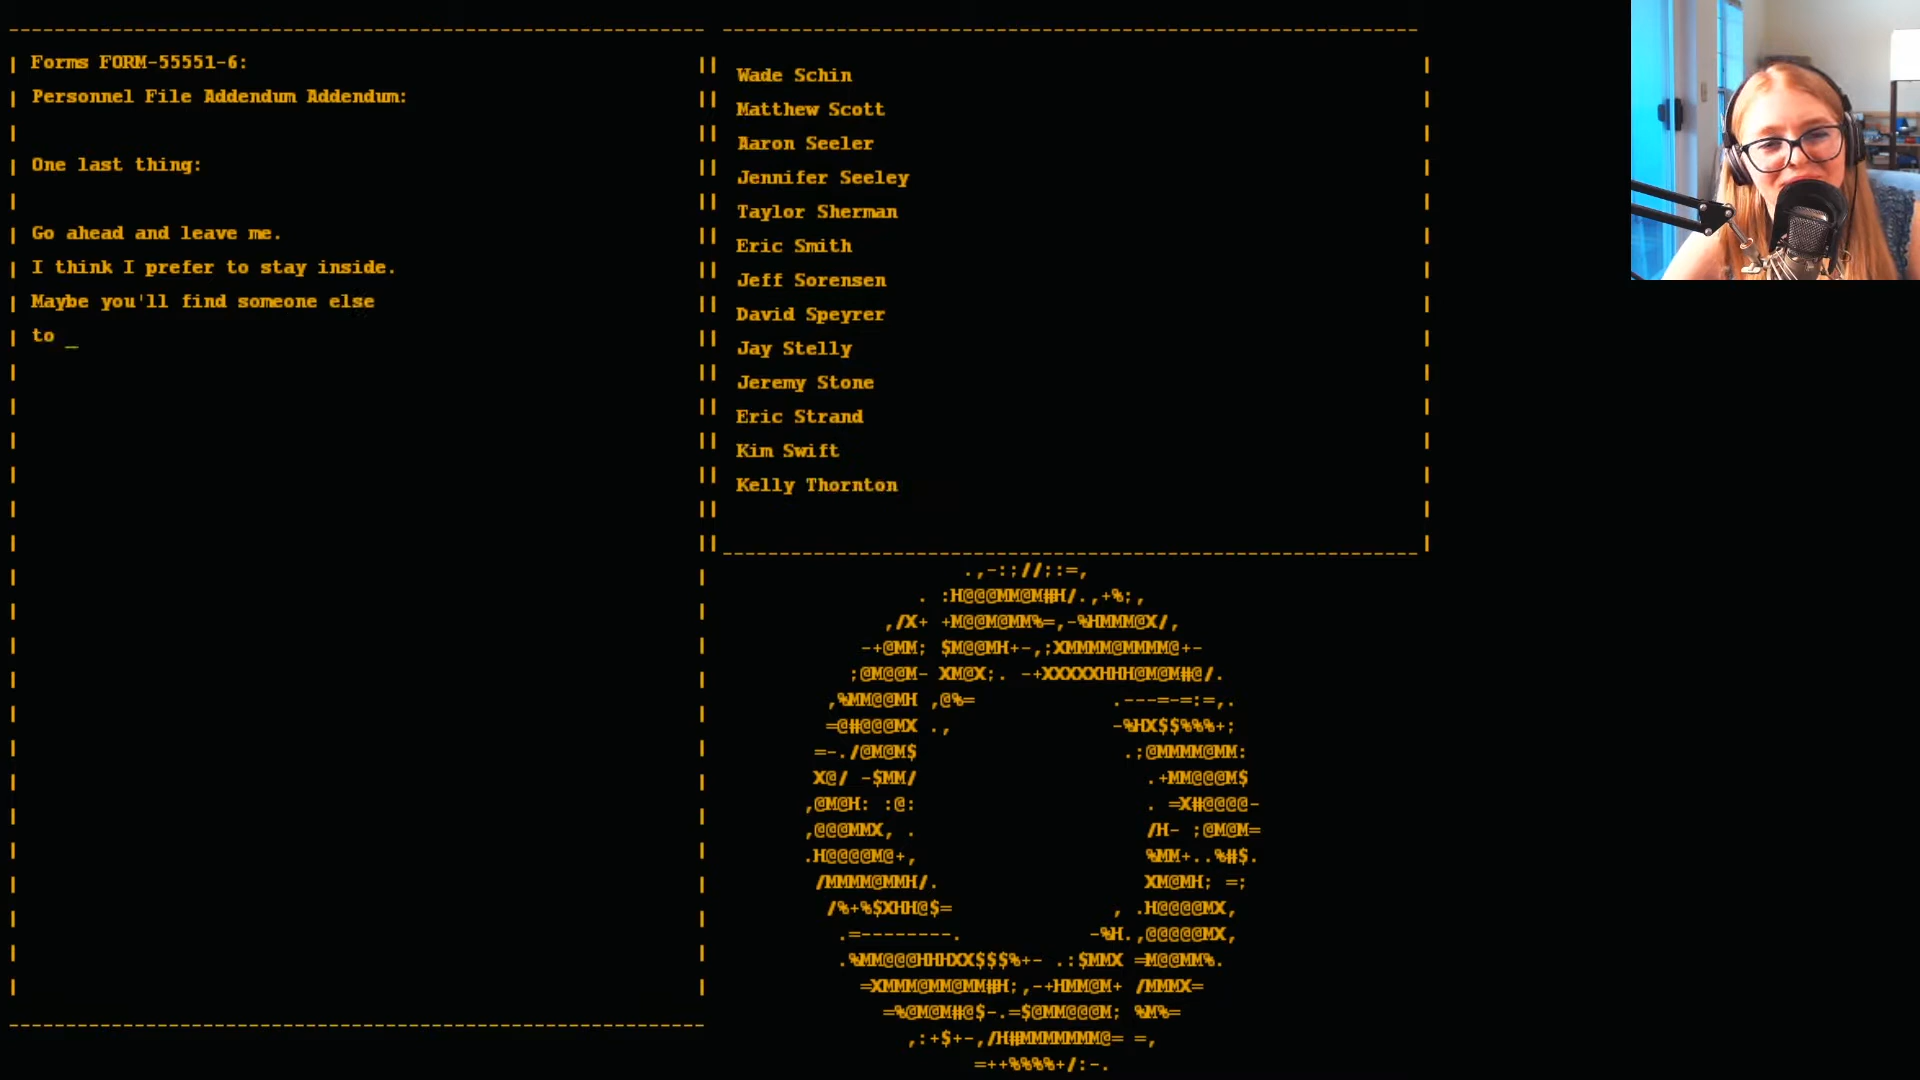 Forms FORM-55551-6:
Personnel File Addendum Addendum:
One last thing:
Go ahead and leave me.
I think I prefer to stay inside.
Maybe you'll find someone else
to _
Wade Schin
Matthew Scott
Aaron Seeler
Jennifer Seeley
Taylor Sherman
Eric Smith
Jeff Sorensen
David Speyrer
Jay Stelly
Jeremy Stone
Eric Strand
Kim Swift
Kelly Thornton